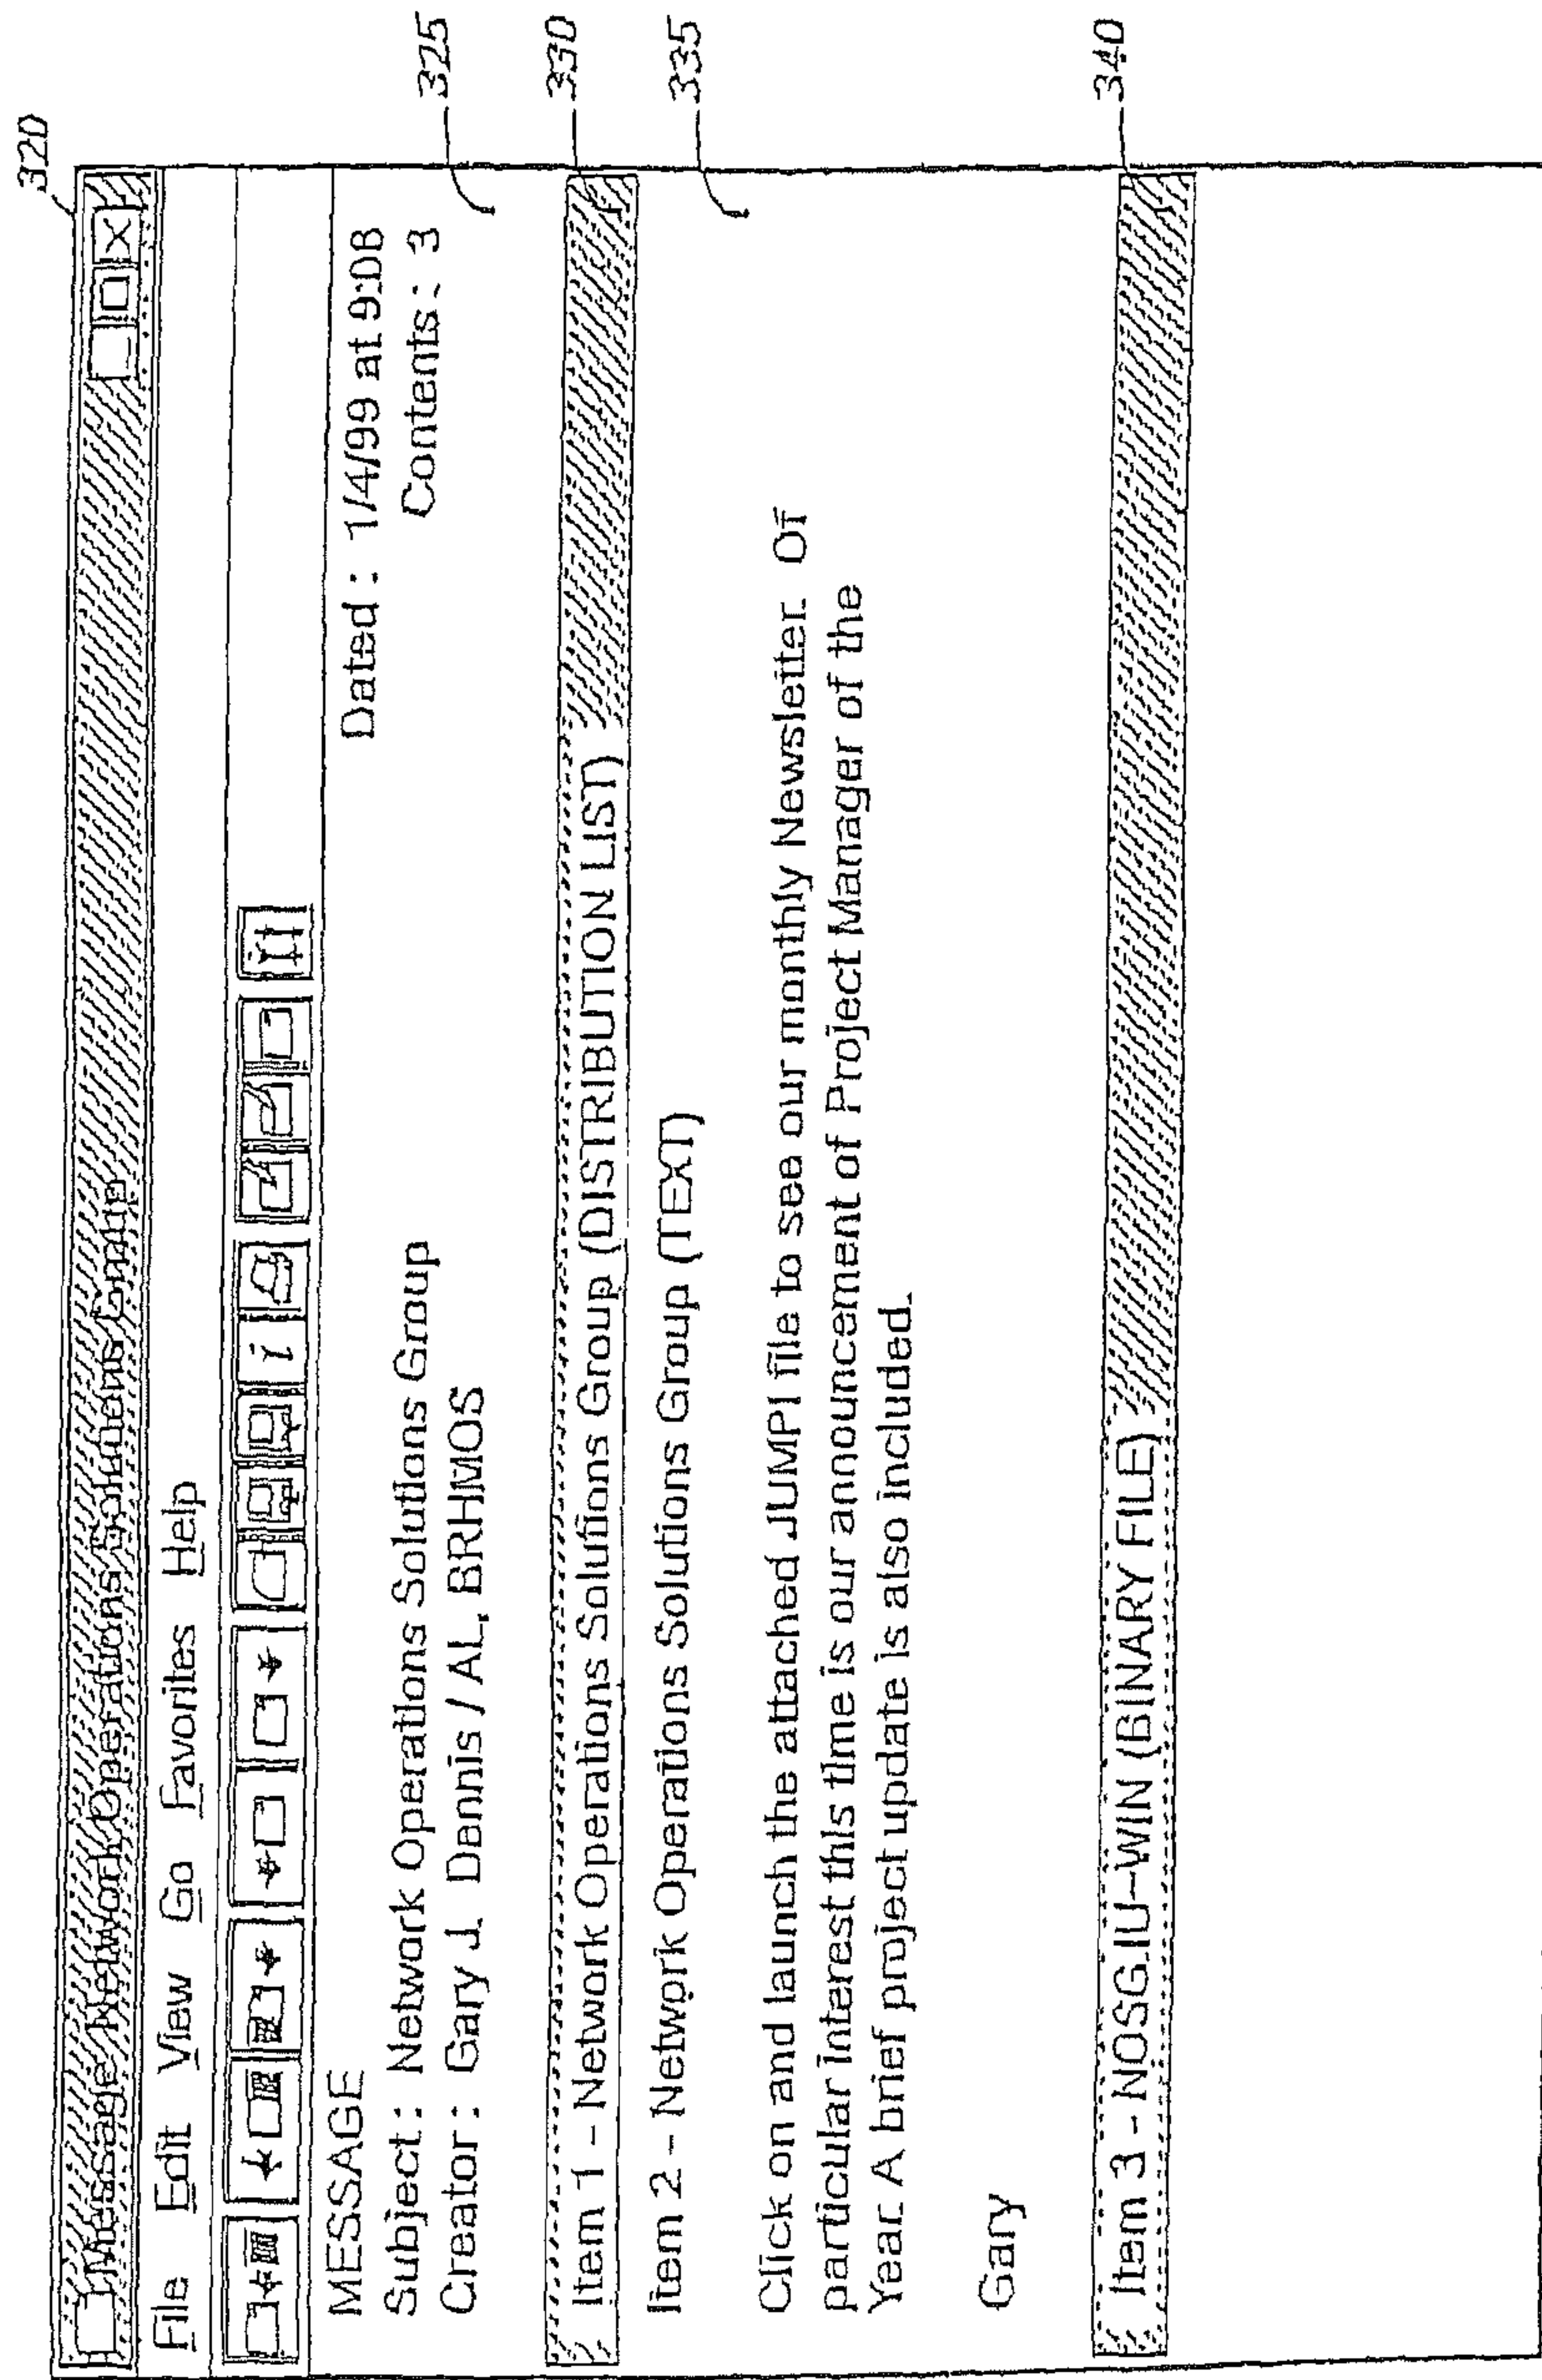 320
Message Network Operations Solutions Group
File Edit View Go Favorites Help
MESSAGE
Dated : 1/4/99 at 9:08
Subject : Network Operations Solutions Group
Contents : 3
Creator : Gary J. Dennis / AL, BRHMOS
325
Item 1 - Network Operations Solutions Group (DISTRIBUTION LIST)
330
Item 2 - Network Operations Solutions Group (TEXT)
335
Click on and launch the attached JUMPI file to see our monthly Newsletter. Of
particular interest this time is our announcement of Project Manager of the
Year. A brief project update is also included.
Gary
Item 3 - NOSG.IU-WIN (BINARY FILE)
340